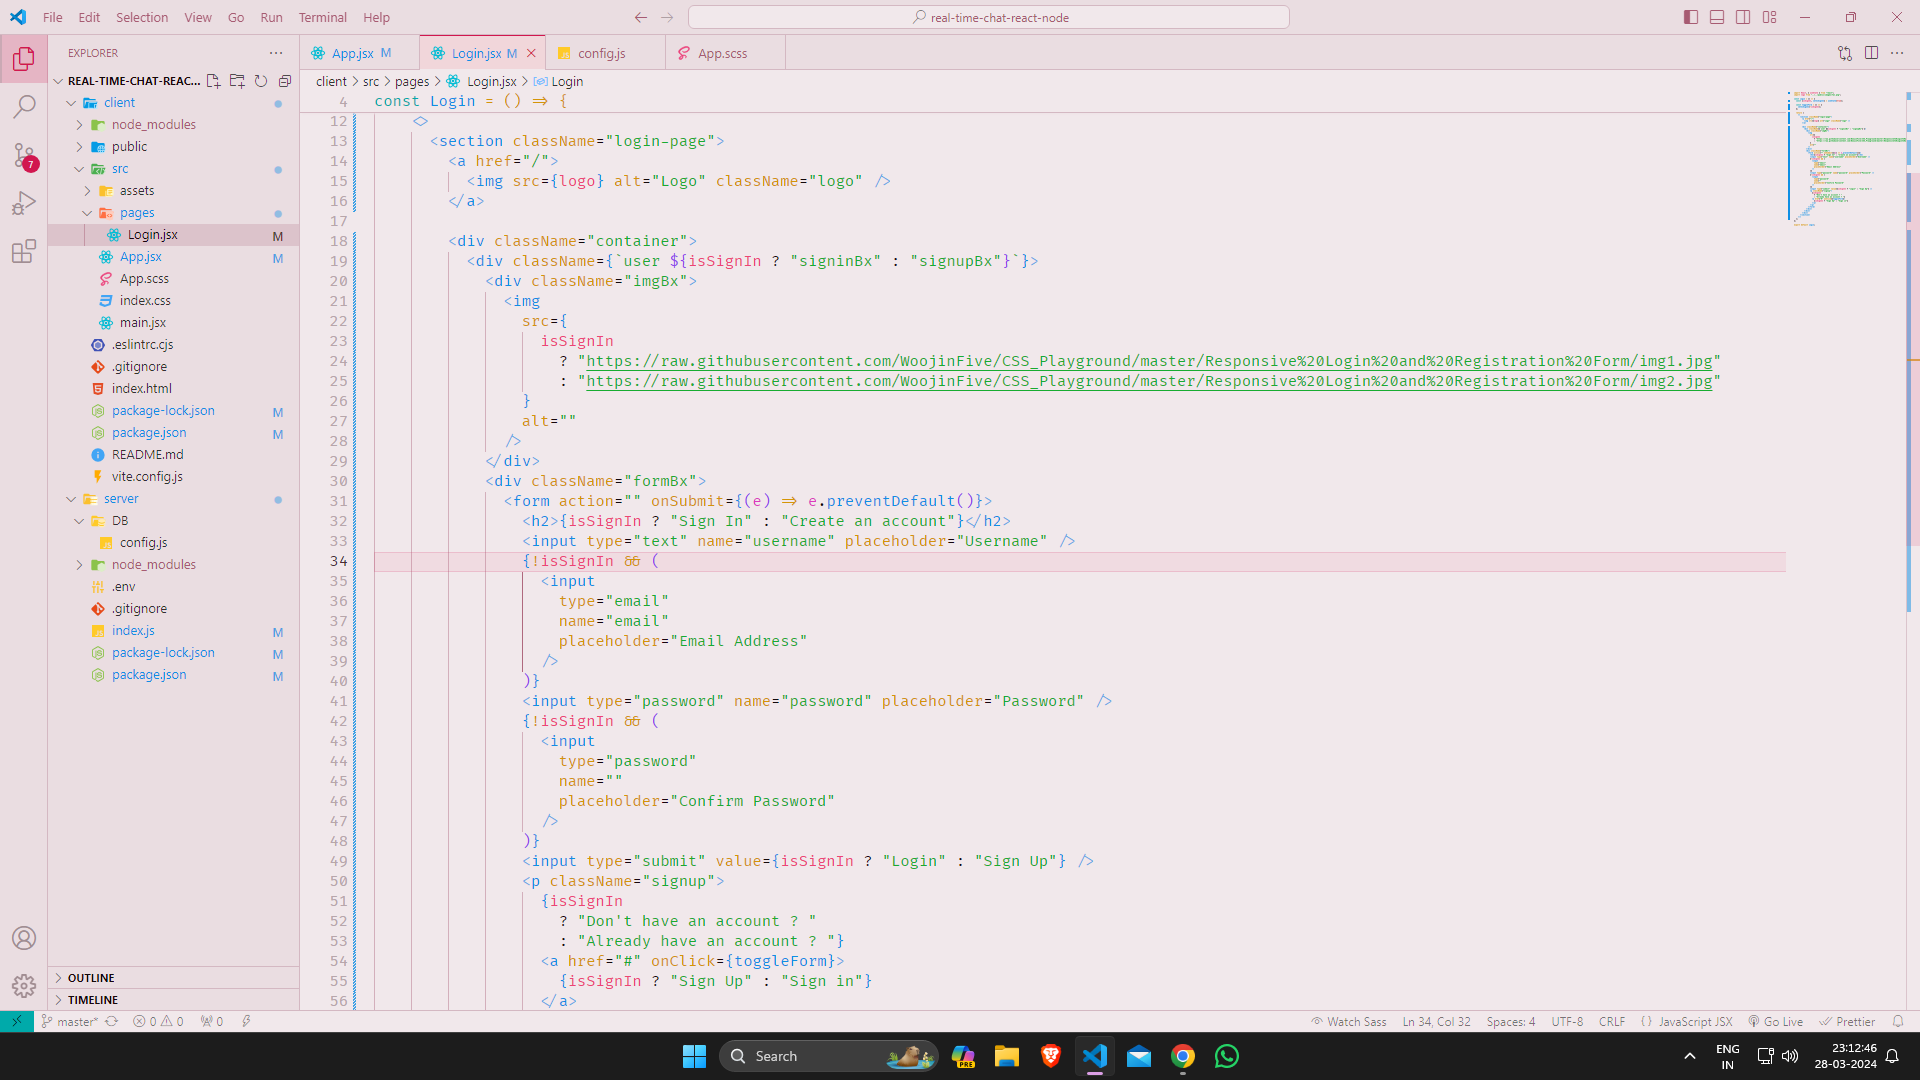 File Edit Selection View Go Run Terminal Help
real-time-chat-react-node
EXPLORER
REAL-TIME-CHAT-REAC...
client
node_modules
public
src
assets
pages
Login.jsx M
App.jsx M
App.scss
index.css
main.jsx
.eslintrc.cjs
.gitignore
index.html
package-lock.json M
package.json M
README.md
vite.config.js
server
DB
config.js
node_modules
.env
.gitignore
index.js M
package-lock.json M
package.json M
OUTLINE
TIMELINE
7
App.jsx M
Login.jsx M
config.js
App.scss
client > src > pages > Login.jsx > Login
4 const Login = () => {
12 <>
13 <section className="login-page">
14 <a href="/">
15 <img src={logo} alt="Logo" className="logo" />
16 </a>
17
18 <div className="container">
19 <div className={`user ${isSignIn ? "signinBx" : "signupBx"}`}>
20 <div className="imgBx">
21 <img
22 src={
23 isSignIn
24 ? "https://raw.githubusercontent.com/WoojinFive/CSS_Playground/master/Responsive%20Login%20and%20Registration%20Form/img1.jpg"
25 : "https://raw.githubusercontent.com/WoojinFive/CSS_Playground/master/Responsive%20Login%20and%20Registration%20Form/img2.jpg"
26 }
27 alt=""
28 />
29 </div>
30 <div className="formBx">
31 <form action="" onSubmit={(e) => e.preventDefault()}>
32 <h2>{isSignIn ? "Sign In" : "Create an account"}</h2>
33 <input type="text" name="username" placeholder="Username" />
34 {!isSignIn && (
35 <input
36 type="email"
37 name="email"
38 placeholder="Email Address"
39 />
40 )}
41 <input type="password" name="password" placeholder="Password" />
42 {!isSignIn && (
43 <input
44 type="password"
45 name=""
46 placeholder="Confirm Password"
47 />
48 )}
49 <input type="submit" value={isSignIn ? "Login" : "Sign Up"} />
50 <p className="signup">
51 {isSignIn
52 ? "Don't have an account ? "
53 : "Already have an account ? "}
54 <a href="#" onClick={toggleForm}>
55 {isSignIn ? "Sign Up" : "Sign in"}
56 </a>
master* 0 0 0
Watch Sass Ln 34, Col 32 Spaces: 4 UTF-8 CRLF {} JavaScript JSX Go Live Prettier
Search
PRE
ENG
IN
23:12:46
28-03-2024